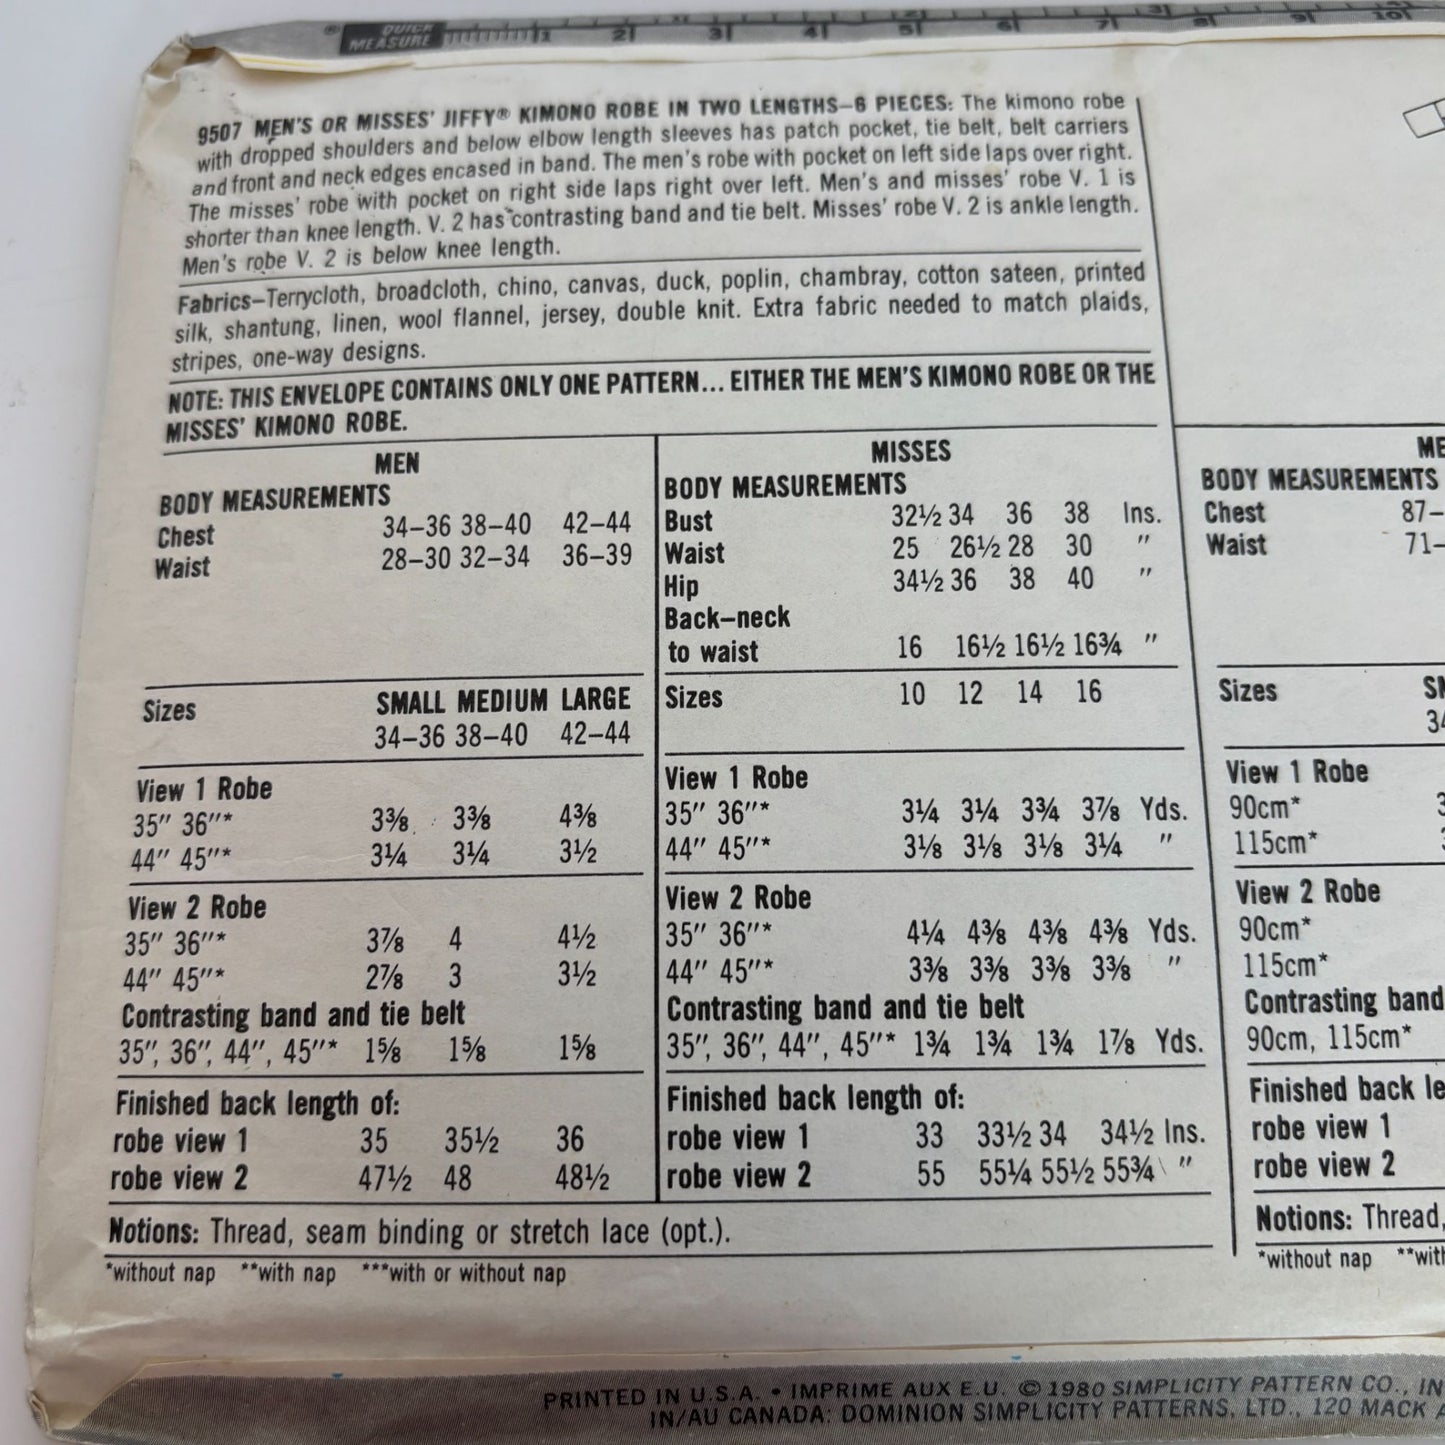 ® QUICK MEASURE 1 2 3 4 5 6 7 8 9 10
9507 MEN'S OR MISSES' JIFFY® KIMONO ROBE IN TWO LENGTHS–6 PIECES: The kimono robe
with dropped shoulders and below elbow length sleeves has patch pocket, tie belt, belt carriers
and front and neck edges encased in band. The men's robe with pocket on left side laps over right.
The misses' robe with pocket on right side laps right over left. Men's and misses' robe V. 1 is
shorter than knee length. V. 2 has contrasting band and tie belt. Misses' robe V. 2 is ankle length.
Men's robe V. 2 is below knee length.
Fabrics–Terrycloth, broadcloth, chino, canvas, duck, poplin, chambray, cotton sateen, printed
silk, shantung, linen, wool flannel, jersey, double knit. Extra fabric needed to match plaids,
stripes, one-way designs.
NOTE: THIS ENVELOPE CONTAINS ONLY ONE PATTERN... EITHER THE MEN'S KIMONO ROBE OR THE
MISSES' KIMONO ROBE.
MEN
BODY MEASUREMENTS
Chest 34–36 38–40 42–44
Waist 28–30 32–34 36–39
Sizes SMALL MEDIUM LARGE
34–36 38–40 42–44
View 1 Robe
35" 36"* 3⅜ 3⅜ 4⅜
44" 45"* 3¼ 3¼ 3½
View 2 Robe
35" 36"* 3⅞ 4 4½
44" 45"* 2⅞ 3 3½
Contrasting band and tie belt
35", 36", 44", 45"* 1⅝ 1⅝ 1⅝
Finished back length of:
robe view 1 35 35½ 36
robe view 2 47½ 48 48½
MISSES
BODY MEASUREMENTS
Bust 32½ 34 36 38 Ins.
Waist 25 26½ 28 30 "
Hip 34½ 36 38 40 "
Back–neck
to waist 16 16½ 16½ 16¾ "
Sizes 10 12 14 16
View 1 Robe
35" 36"* 3¼ 3¼ 3¾ 3⅞ Yds.
44" 45"* 3⅛ 3⅛ 3⅛ 3¼ "
View 2 Robe
35" 36"* 4¼ 4⅜ 4⅜ 4⅜ Yds.
44" 45"* 3⅜ 3⅜ 3⅜ 3⅜ "
Contrasting band and tie belt
35", 36", 44", 45"* 1¾ 1¾ 1¾ 1⅞ Yds.
Finished back length of:
robe view 1 33 33½ 34 34½ Ins.
robe view 2 55 55¼ 55½ 55¾ "
Notions: Thread, seam binding or stretch lace (opt.).
*without nap **with nap ***with or without nap
ME
BODY MEASUREMENTS
Chest 87–
Waist 71–
Sizes
34
View 1 Robe
90cm*
115cm*
View 2 Robe
90cm*
115cm*
Contrasting band
90cm, 115cm*
Finished back le
robe view 1
robe view 2
Notions: Thread,
*without nap **with
PRINTED IN U.S.A. • IMPRIME AUX E.U. © 1980 SIMPLICITY PATTERN CO., IN
IN/AU CANADA: DOMINION SIMPLICITY PATTERNS, LTD., 120 MACK A